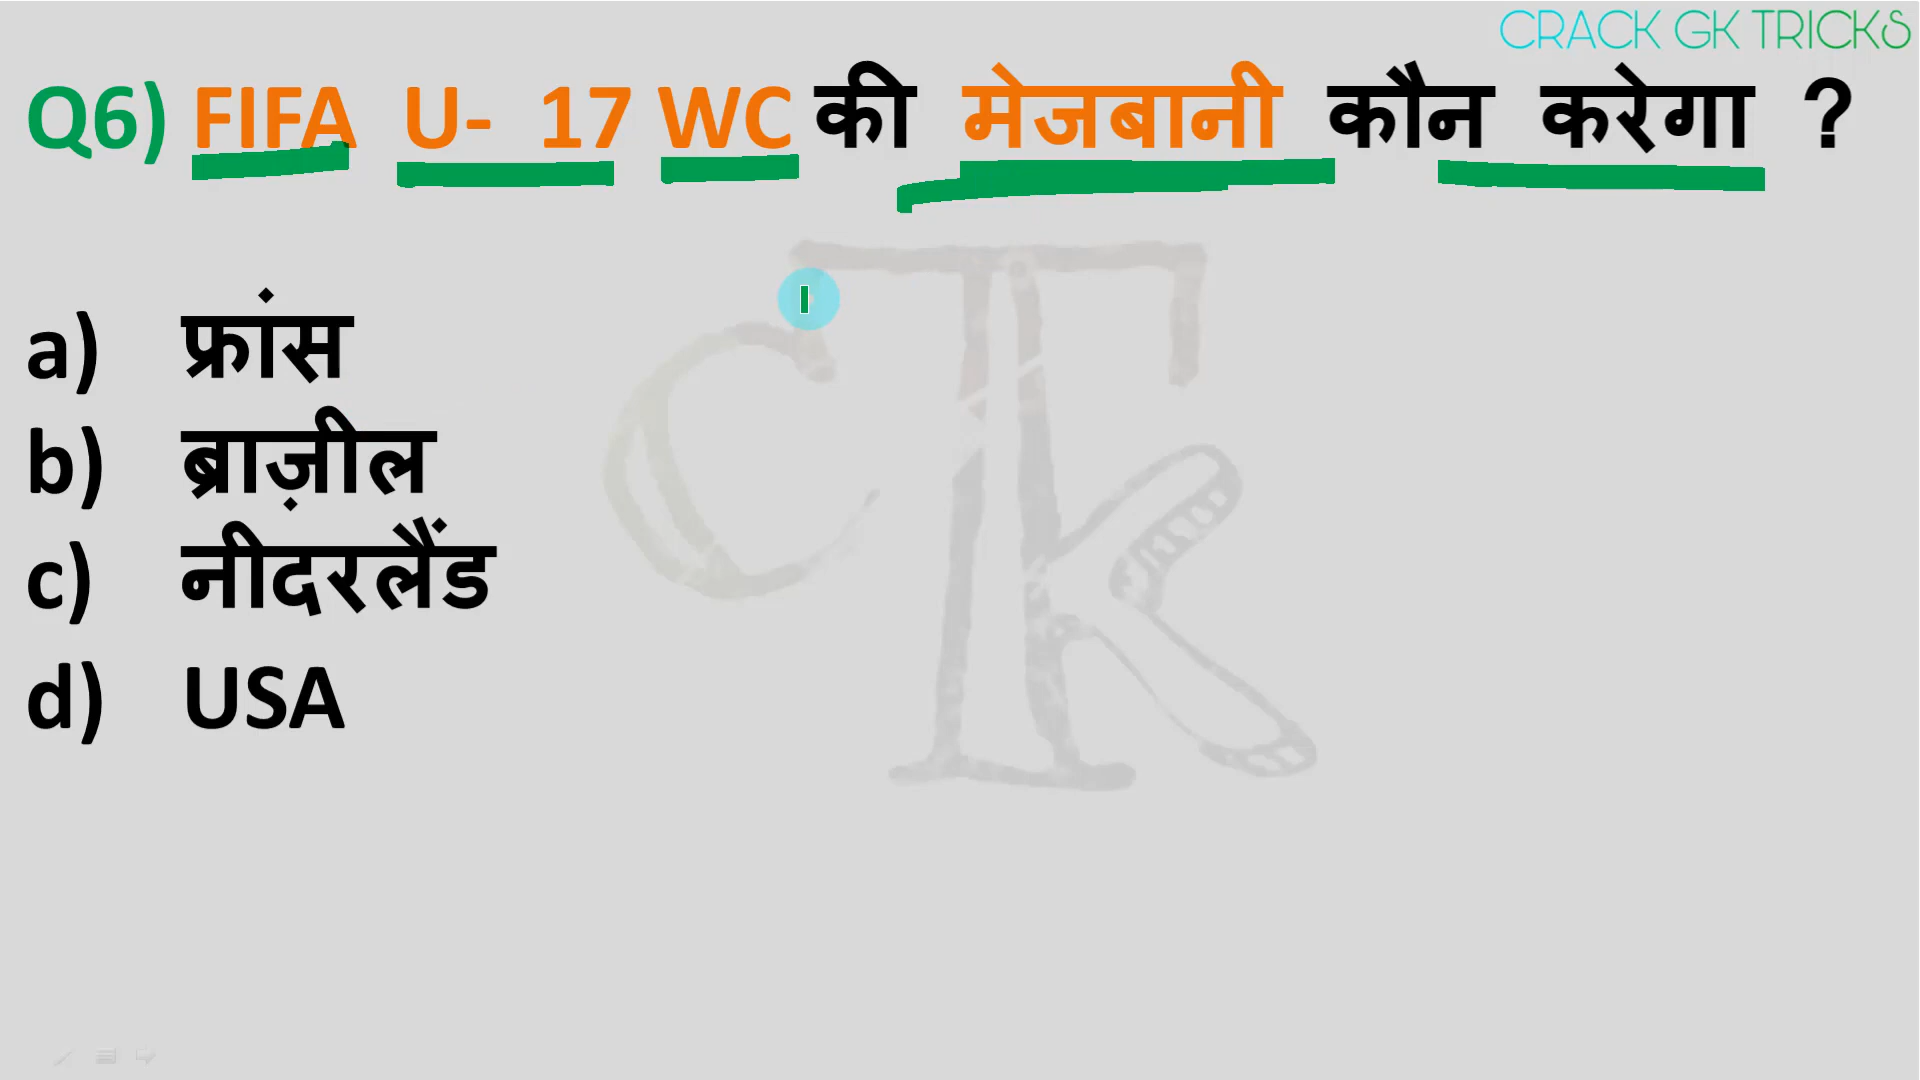 CRACK GK TRICKS
Q6) FIFA U- 17 WC की मेजबानी कौन करेगा ?
a) फ्रांस
b) ब्राज़ील
c) नीदरलैंड
d) USA